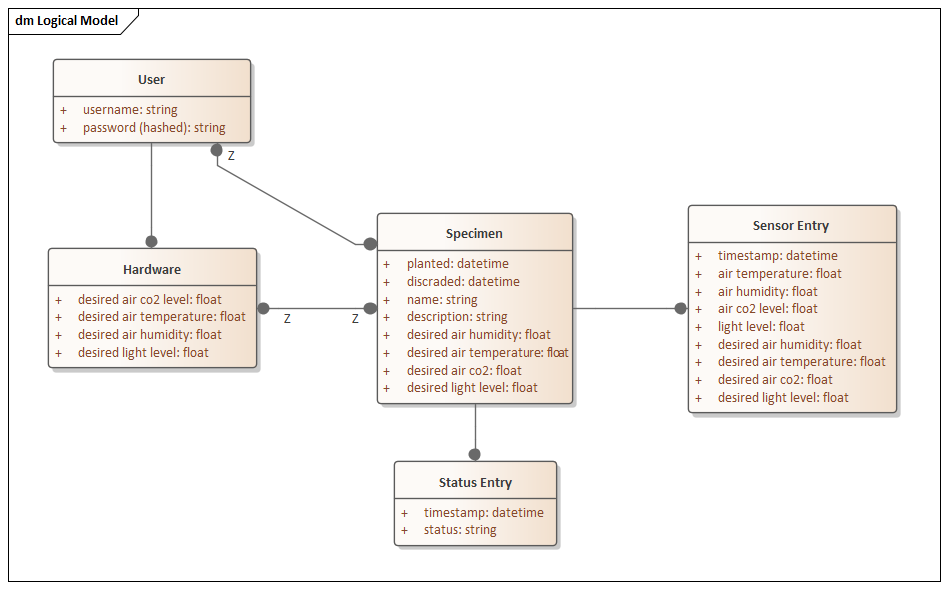 dm Logical Model
User
+ username: string
+ password (hashed): string
Z
Hardware
+ desired air co2 level: float
+ desired air temperature: float
+ desired air humidity: float
+ desired light level: float
Z Z
Specimen
+ planted: datetime
+ discraded: datetime
+ name: string
+ description: string
+ desired air humidity: float
+ desired air temperature: float
+ desired air co2: float
+ desired light level: float
Sensor Entry
+ timestamp: datetime
+ air temperature: float
+ air humidity: float
+ air co2 level: float
+ light level: float
+ desired air humidity: float
+ desired air temperature: float
+ desired air co2: float
+ desired light level: float
Status Entry
+ timestamp: datetime
+ status: string